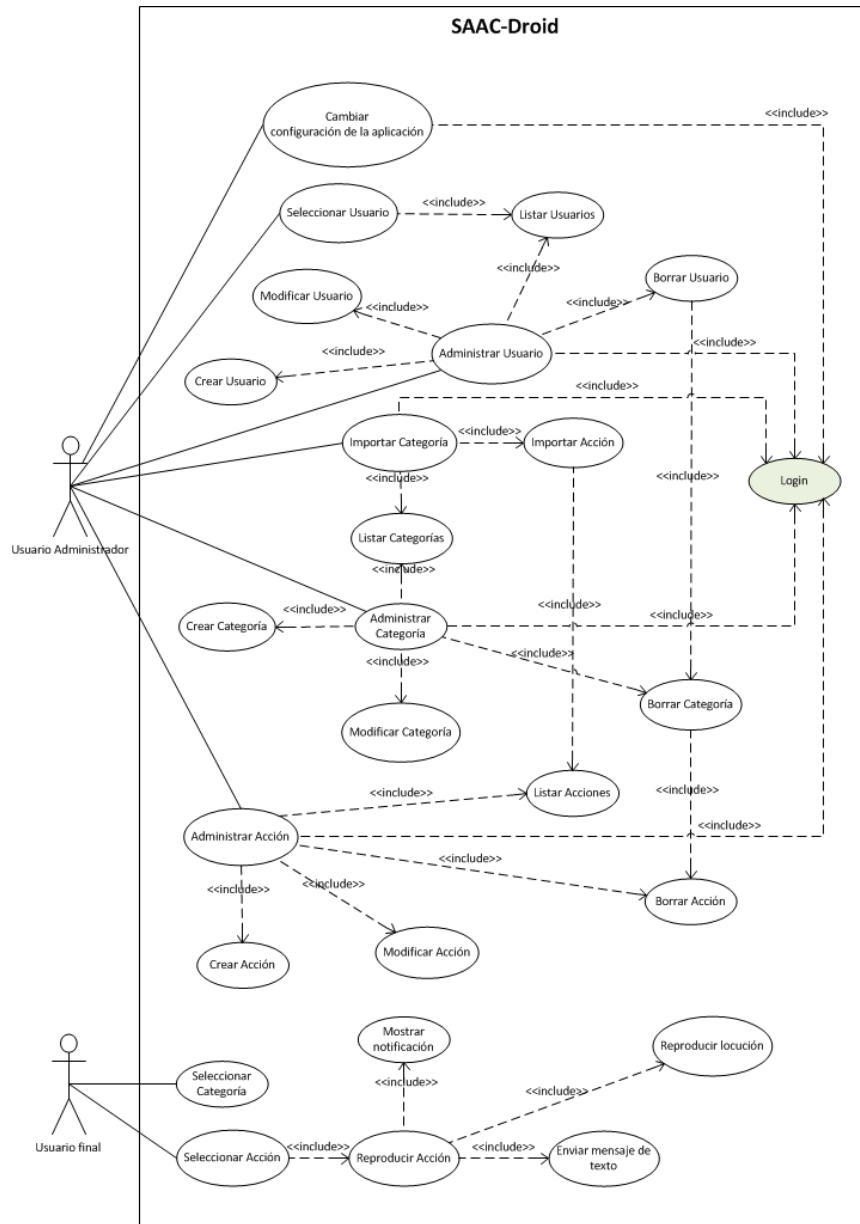 SAAC-Droid
Cambiar
configuración de la aplicación
<<include>>
Seleccionar Usuario
<<include>>
Listar Usuarios
<<include>>
Borrar Usuario
Modificar Usuario
<<include>>
<<include>>
<<include>>
Administrar Usuario
<<include>>
Crear Usuario
<<include>>
Importar Categoría
<<include>>
Importar Acción
<<include>>
Login
<<include>>
Usuario Administrador
Listar Categorías
<<include>>
<<include>>
<<include>>
Crear Categoría
<<include>>
Administrar
Categoría
<<include>>
<<include>>
Modificar Categoría
Borrar Categoría
<<include>>
Listar Acciones
<<include>>
Administrar Acción
<<include>>
<<include>>
<<include>>
<<include>>
Borrar Acción
Crear Acción
Modificar Acción
Mostrar
notificación
Reproducir locución
Seleccionar
Categoría
<<include>>
<<include>>
Usuario final
Seleccionar Acción
<<include>>
Reproducir Acción
<<include>>
Enviar mensaje de
texto